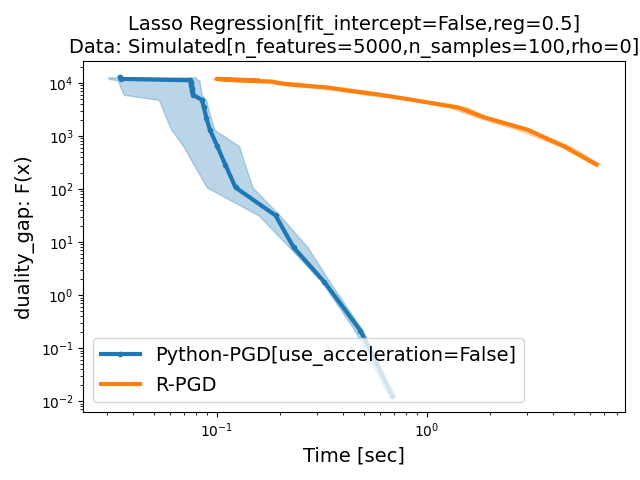 Lasso Regression[fit_intercept=False,reg=0.5]
Data: Simulated[n_features=5000,n_samples=100,rho=0]
duality_gap: F(x)
10⁴
10³
10²
10¹
10⁰
10⁻¹
10⁻²
Python-PGD[use_acceleration=False]
R-PGD
10⁻¹
10⁰
Time [sec]